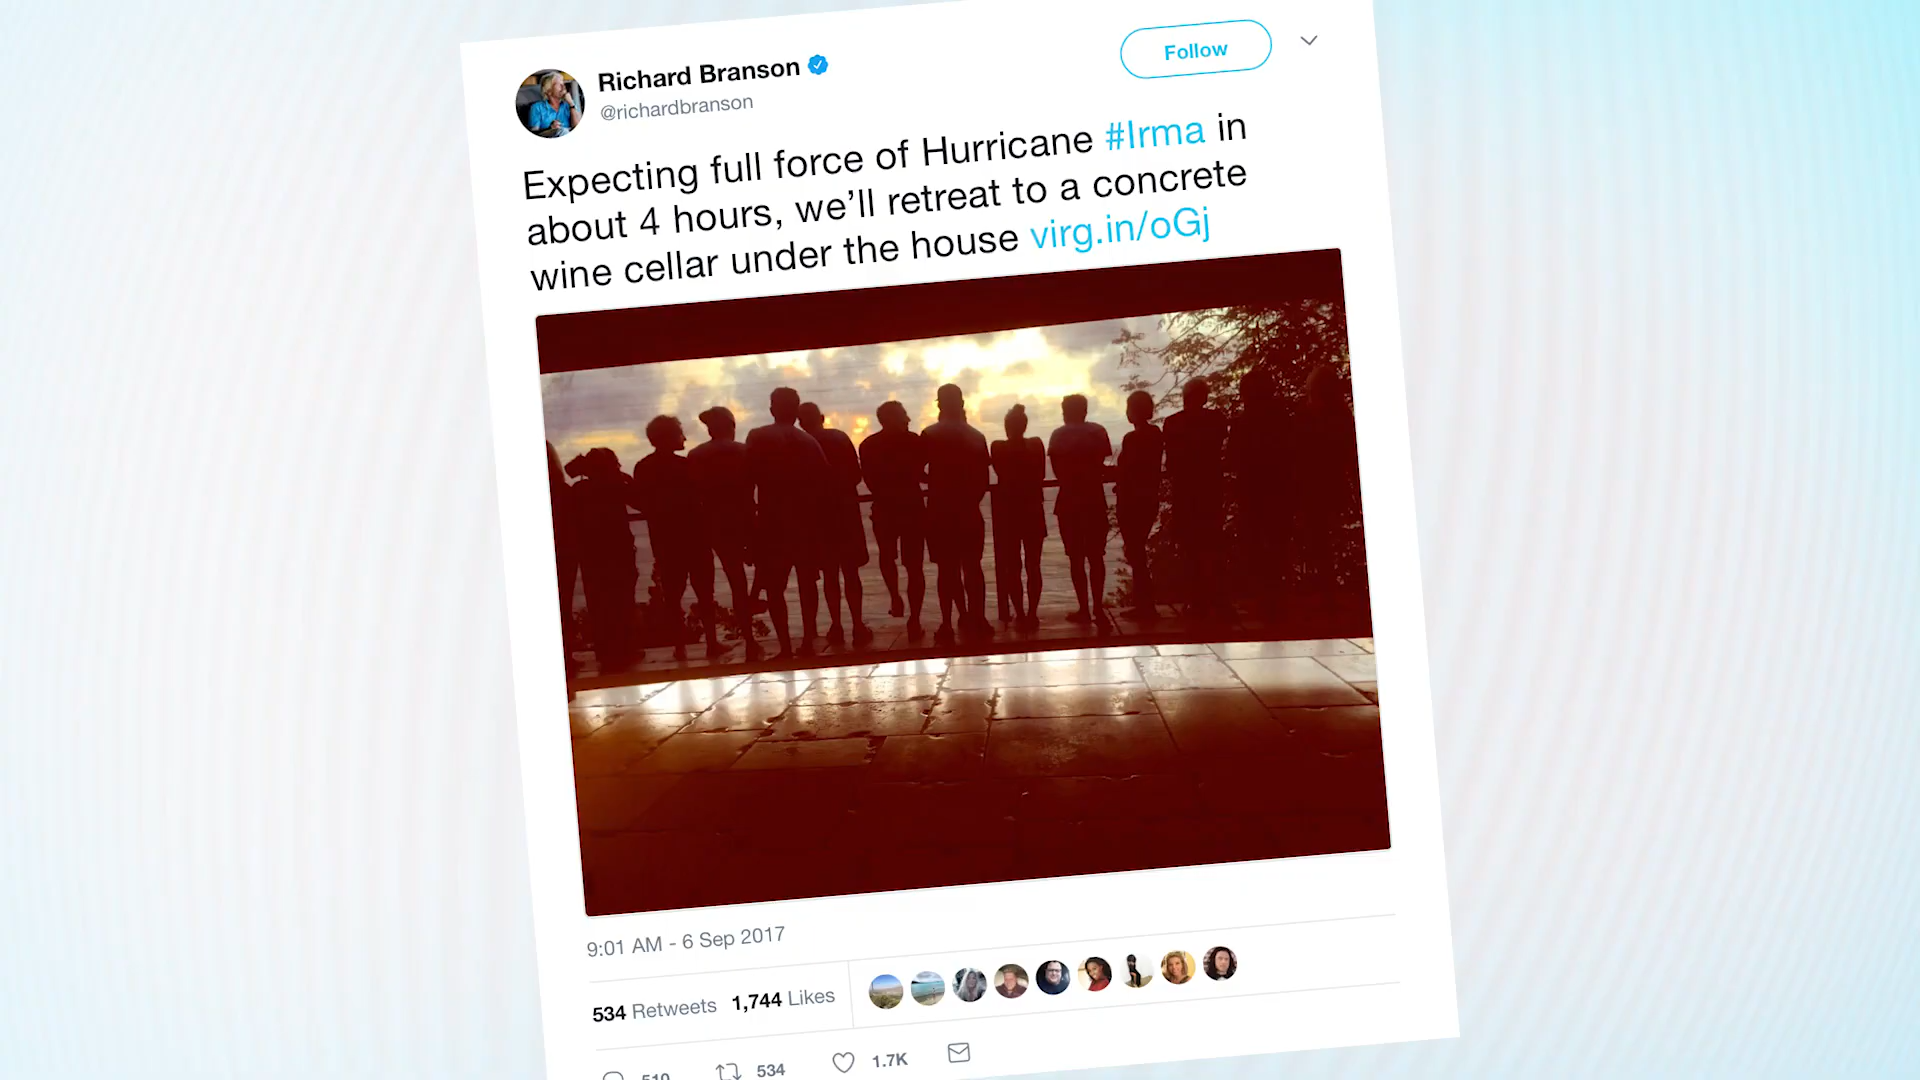 Richard Branson
@richardbranson
Follow
Expecting full force of Hurricane #Irma in
about 4 hours, we’ll retreat to a concrete
wine cellar under the house virg.in/oGj
9:01 AM - 6 Sep 2017
534 Retweets 1,744 Likes
510 534 1.7K